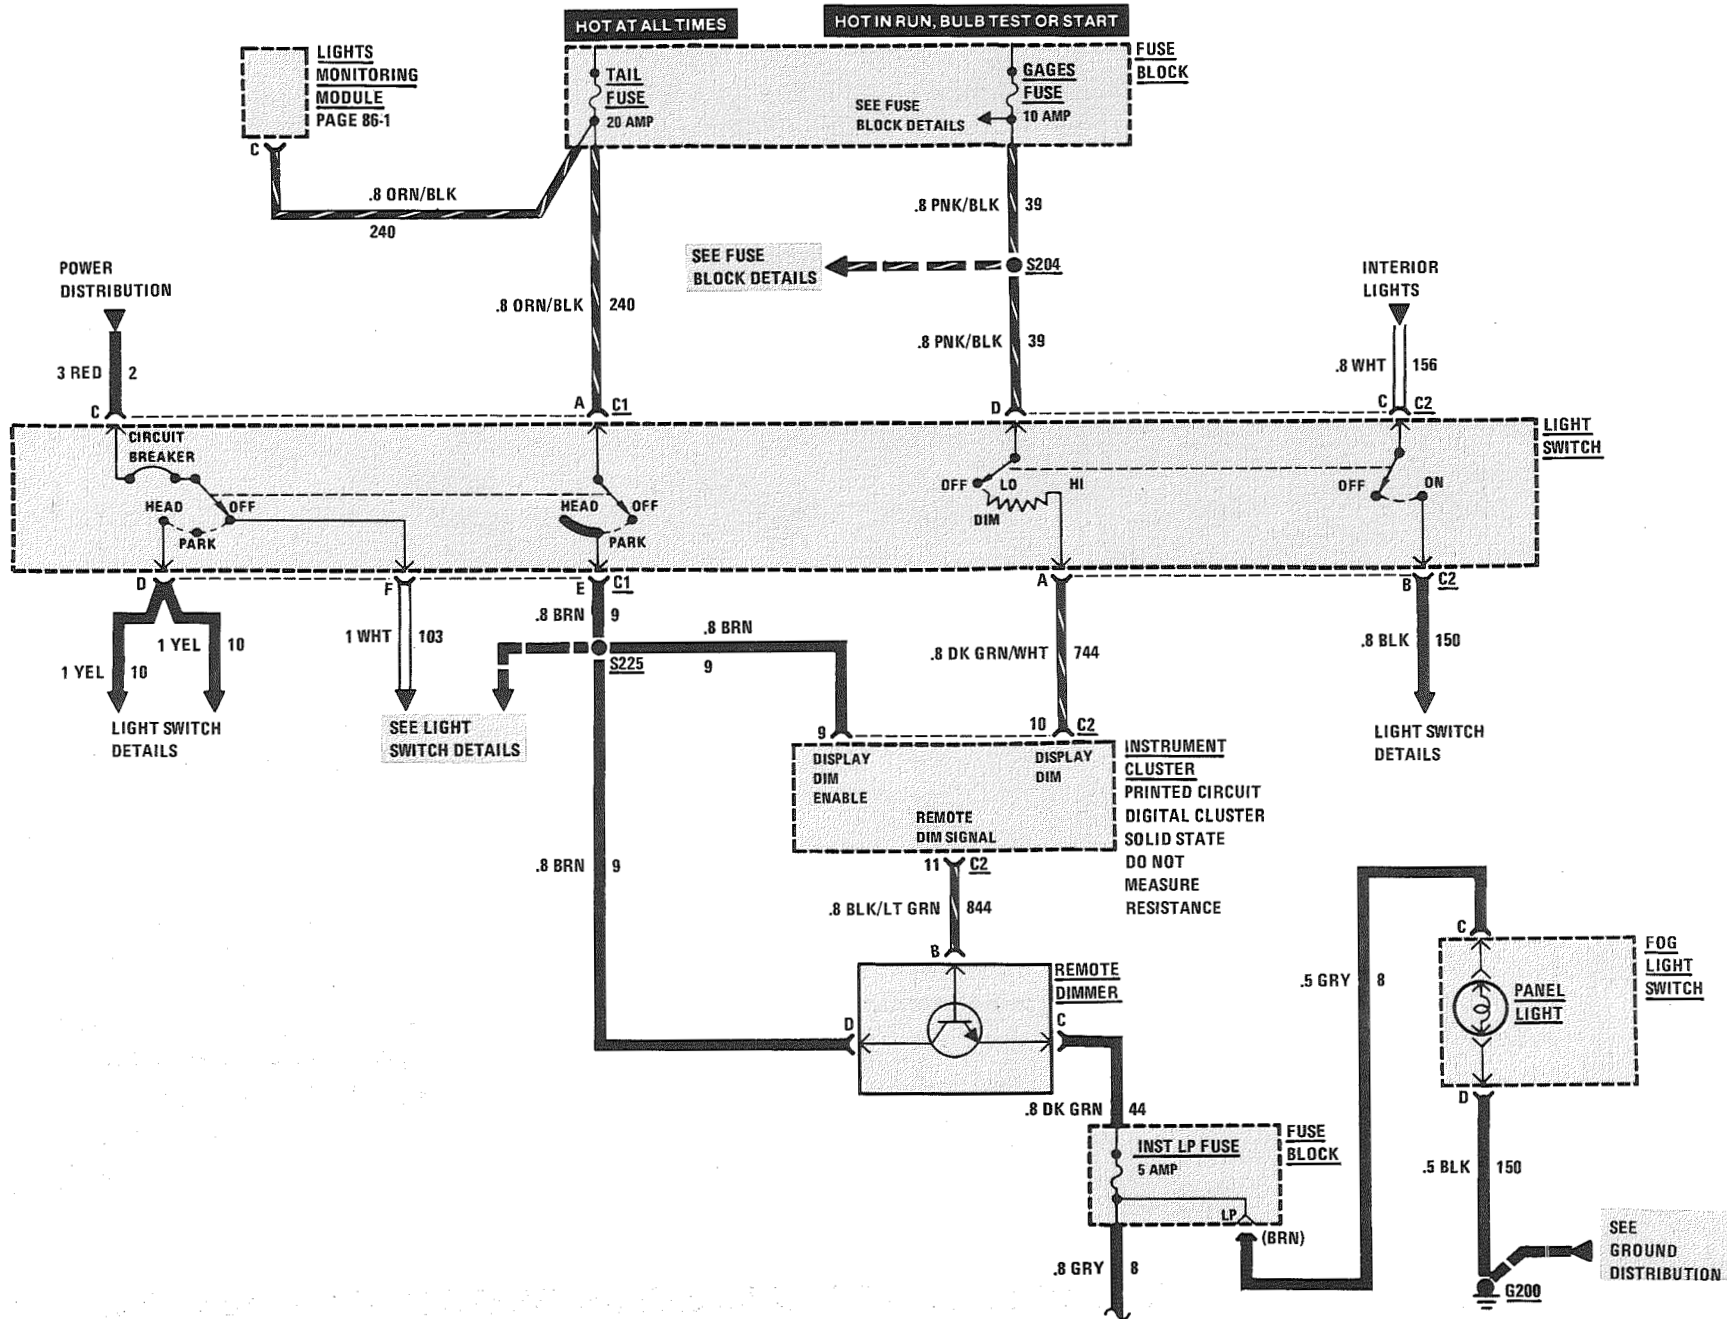 HOT AT ALL TIMES
HOT IN RUN, BULB TEST OR START
LIGHTS
MONITORING
MODULE
PAGE 86-1
C
TAIL
FUSE
20 AMP
SEE FUSE
BLOCK DETAILS
GAGES
FUSE
10 AMP
FUSE
BLOCK
.8 ORN/BLK
240
.8 PNK/BLK
39
SEE FUSE
BLOCK DETAILS
S204
POWER
DISTRIBUTION
INTERIOR
LIGHTS
.8 ORN/BLK
240
.8 PNK/BLK
39
3 RED
2
.8 WHT
156
C
A
C1
D
C
C2
LIGHT
SWITCH
CIRCUIT
BREAKER
HEAD
OFF
PARK
HEAD
OFF
PARK
OFF
LO
HI
DIM
OFF
ON
D
F
E
C1
A
B
C2
.8 BRN
9
1 YEL
10
1 YEL
10
1 WHT
103
S225
.8 BRN
9
.8 DK GRN/WHT
744
.8 BLK
150
LIGHT SWITCH
DETAILS
SEE LIGHT
SWITCH DETAILS
LIGHT SWITCH
DETAILS
9
10
C2
DISPLAY
DIM
ENABLE
DISPLAY
DIM
REMOTE
DIM SIGNAL
INSTRUMENT
CLUSTER
PRINTED CIRCUIT
DIGITAL CLUSTER
SOLID STATE
DO NOT
MEASURE
RESISTANCE
11
C2
.8 BRN
9
.8 BLK/LT GRN
844
B
REMOTE
DIMMER
D
C
C
FOG
LIGHT
SWITCH
PANEL
LIGHT
.5 GRY
8
D
.8 DK GRN
44
INST LP FUSE
5 AMP
FUSE
BLOCK
LP
(BRN)
.8 GRY
8
.5 BLK
150
SEE
GROUND
DISTRIBUTION
G200